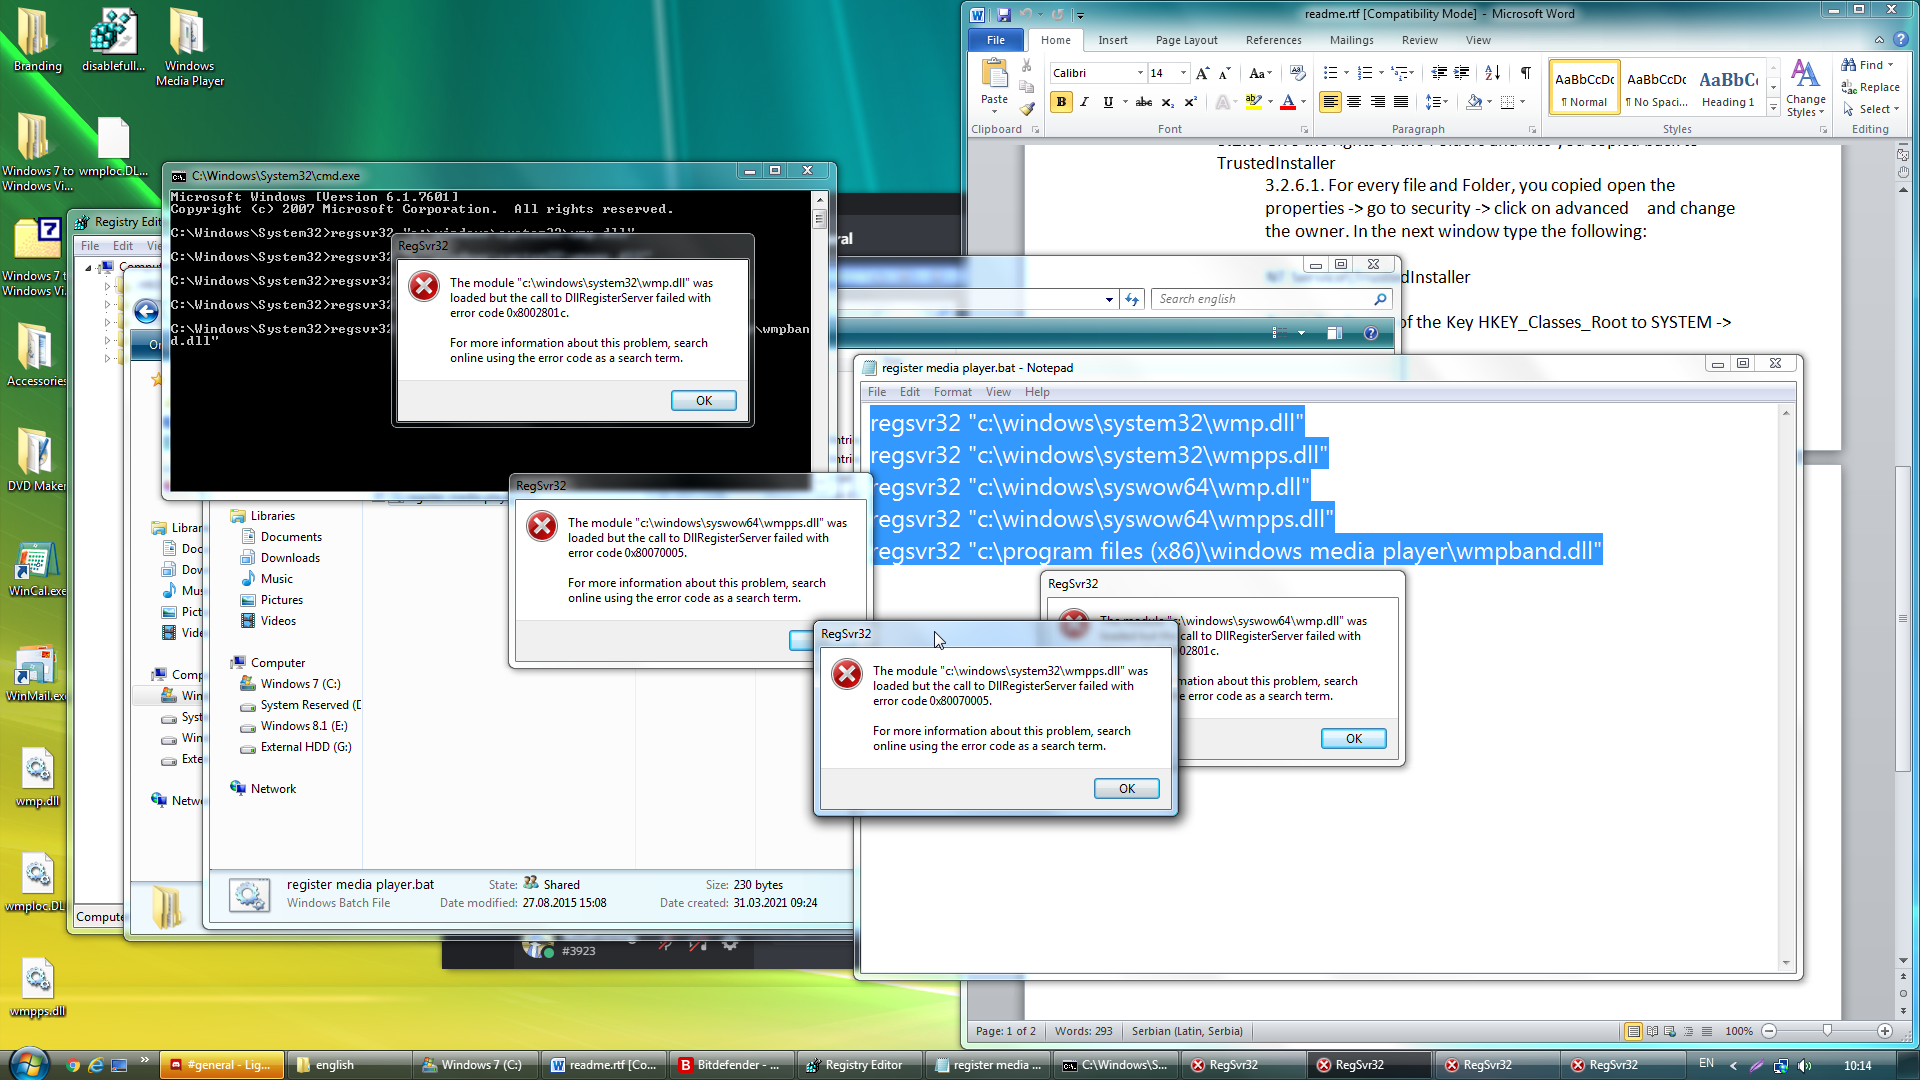 Branding
disablefull...
Windows
Media Player
Windows 7 to
Windows Vi...
wmploc.DL...
Windows 7 t
Windows Vi
Accessories
DVD Maker
WinCal.exe
WinMail.exe
wmp.dll
wmploc.DL
wmpps.dll
readme.rtf [Compatibility Mode] - Microsoft Word
File
Home
Insert
Page Layout
References
Mailings
Review
View
Paste
Calibri
14
AaBbCcDc
AaBbCcDc
AaBbC
¶ Normal
¶ No Spaci...
Heading 1
Change
Styles
Find
Replace
Select
Clipboard
Font
Paragraph
Styles
Editing
TrustedInstaller
3.2.6.1. For every file and Folder, you copied open the
properties -> go to security -> click on advanced and change
the owner. In the next window type the following:
dInstaller
of the Key HKEY_Classes_Root to SYSTEM ->
Page: 1 of 2
Words: 293
Serbian (Latin, Serbia)
100%
Registry Edi
File Edit Vi
Compu
C:\Windows\System32\cmd.exe
Microsoft Windows [Version 6.1.7601]
Copyright (c) 2007 Microsoft Corporation. All rights reserved.
C:\Windows\System32>regsvr32 "c:\windows\system32\wmp.dll"
C:\Windows\System32>regsvr32
C:\Windows\System32>regsvr32
C:\Windows\System32>regsvr32
C:\Windows\System32>regsvr32
\wmpban
d.dll"
RegSvr32
The module "c:\windows\system32\wmp.dll" was
loaded but the call to DllRegisterServer failed with
error code 0x8002801c.
For more information about this problem, search
online using the error code as a search term.
OK
Search english
register media player.bat - Notepad
File Edit Format View Help
regsvr32 "c:\windows\system32\wmp.dll"
regsvr32 "c:\windows\system32\wmpps.dll"
regsvr32 "c:\windows\syswow64\wmp.dll"
regsvr32 "c:\windows\syswow64\wmpps.dll"
regsvr32 "c:\program files (x86)\windows media player\wmpband.dll"
RegSvr32
The module "c:\windows\syswow64\wmpps.dll" was
loaded but the call to DllRegisterServer failed with
error code 0x80070005.
For more information about this problem, search
online using the error code as a search term.
RegSvr32
The module "c:\windows\syswow64\wmp.dll" was
call to DllRegisterServer failed with
02801c.
mation about this problem, search
e error code as a search term.
OK
RegSvr32
The module "c:\windows\system32\wmpps.dll" was
loaded but the call to DllRegisterServer failed with
error code 0x80070005.
For more information about this problem, search
online using the error code as a search term.
OK
Librar
Doc
Dow
Mus
Pict
Vide
Comp
Win
Syst
Win
Exte
Netw
Compute
Libraries
Documents
Downloads
Music
Pictures
Videos
Computer
Windows 7 (C:)
System Reserved (D
Windows 8.1 (E:)
External HDD (G:)
Network
register media player.bat
Windows Batch File
State: Shared
Date modified: 27.08.2015 15:08
Size: 230 bytes
Date created: 31.03.2021 09:24
#3923
#general - Lig...
english
Windows 7 (C:)
readme.rtf [Co...
Bitdefender - ...
Registry Editor
register media ...
C:\Windows\S...
RegSvr32
RegSvr32
RegSvr32
RegSvr32
EN
10:14